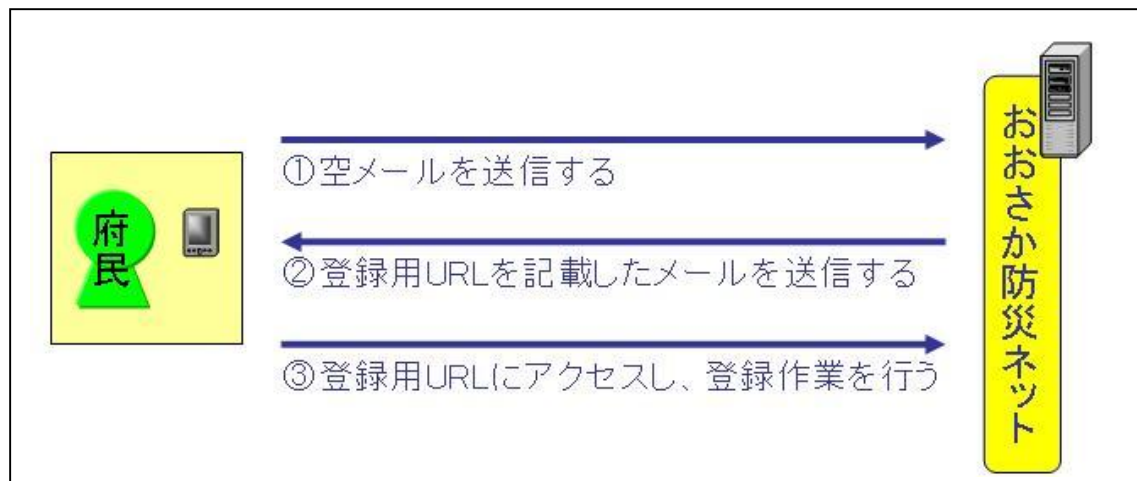 府民
①空メールを送信する
②登録用URLを記載したメールを送信する
③登録用URLにアクセスし、登録作業を行う
おおさか防災ネット